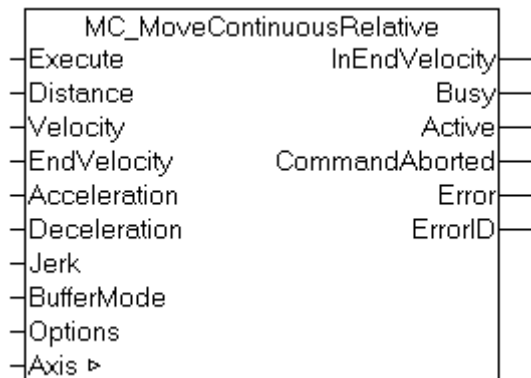 MC_MoveContinuousRelative
Execute InEndVelocity
Distance Busy
Velocity Active
EndVelocity CommandAborted
Acceleration Error
Deceleration ErrorID
Jerk
BufferMode
Options
Axis